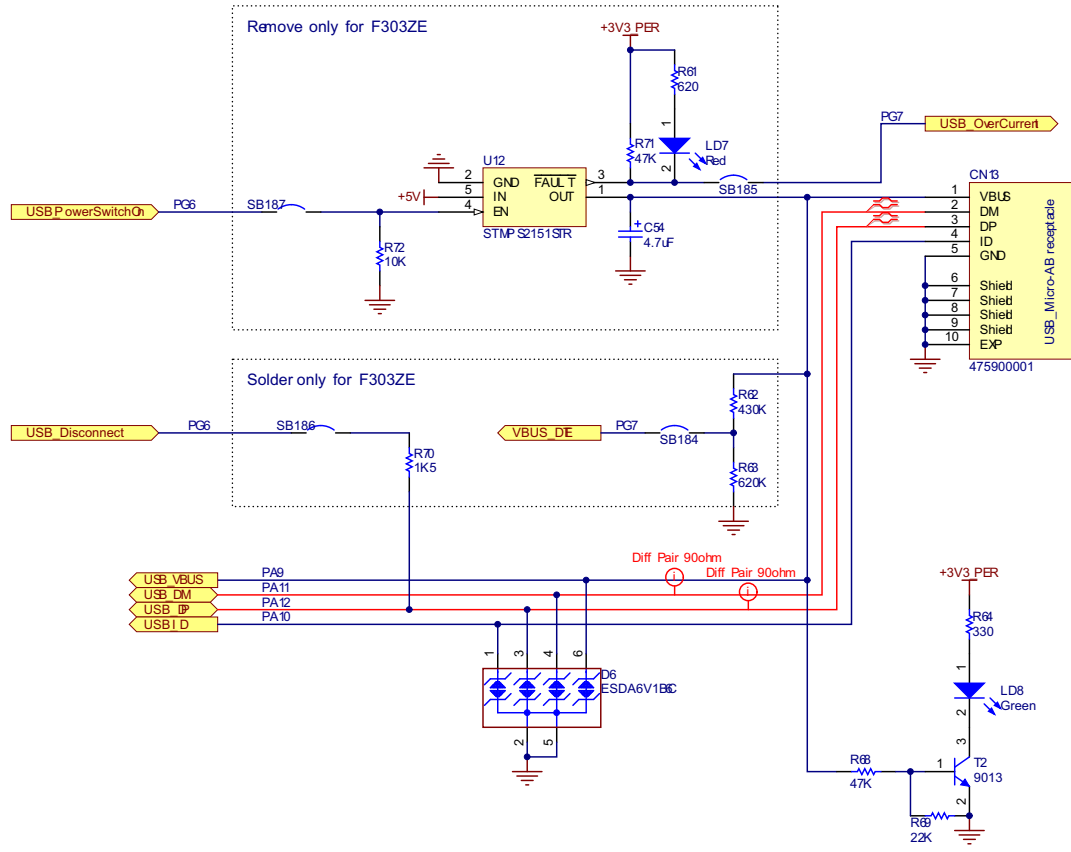 Remove only for F303ZE
+3V3_PER
R61
620
PG7
USB_OverCurrent
R71
47K
1
LD7
Red
2
U12
CN13
2
GND
FAULT
3
SB185
+5V
5
IN
OUT
1
1
VBUS
USB_PowerSwitchOn
PG6
SB187
4
EN
2
DM
STMPS2151STR
3
DP
C54
4.7uF
+
4
ID
R72
10K
5
GND
6
Shield
7
Shield
8
Shield
9
Shield
10
EXP
USB_Micro-AB receptacle
475900001
Solder only for F303ZE
R62
430K
USB_Disconnect
PG6
SB186
VBUS_DTE
PG7
SB184
R70
1K5
R63
620K
Diff Pair 90ohm
Diff Pair 90ohm
USB_VBUS
PA9
i
+3V3_PER
USB_DM
PA11
i
USB_DP
PA12
USB_ID
PA10
R64
330
1
3
4
6
1
D6
ESDA6V1BC6
LD8
Green
2
2
5
3
R68
47K
1
T2
9013
2
R69
22K